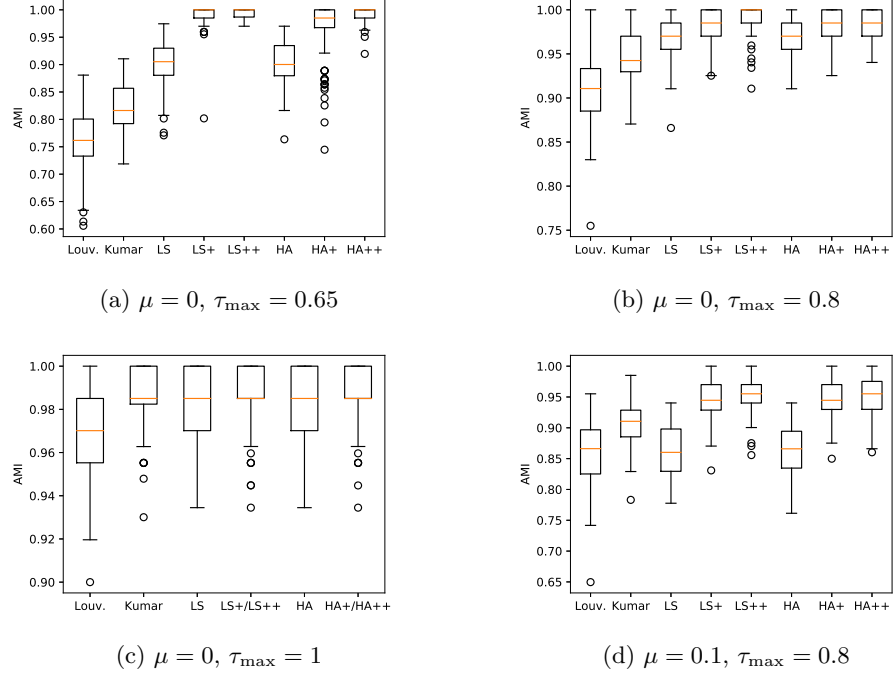 1.00
0.95
0.90
0.85
0.80
0.75
0.70
0.65
0.60
AMI
Louv. Kumar LS LS+ LS++ HA HA+ HA++
(a) μ = 0, τmax = 0.65
1.00
0.95
0.90
0.85
0.80
0.75
AMI
Louv. Kumar LS LS+ LS++ HA HA+ HA++
(b) μ = 0, τmax = 0.8
1.00
0.98
0.96
0.94
0.92
0.90
AMI
Louv. Kumar LS LS+/LS++ HA HA+/HA++
(c) μ = 0, τmax = 1
1.00
0.95
0.90
0.85
0.80
0.75
0.70
0.65
AMI
Louv. Kumar LS LS+ LS++ HA HA+ HA++
(d) μ = 0.1, τmax = 0.8